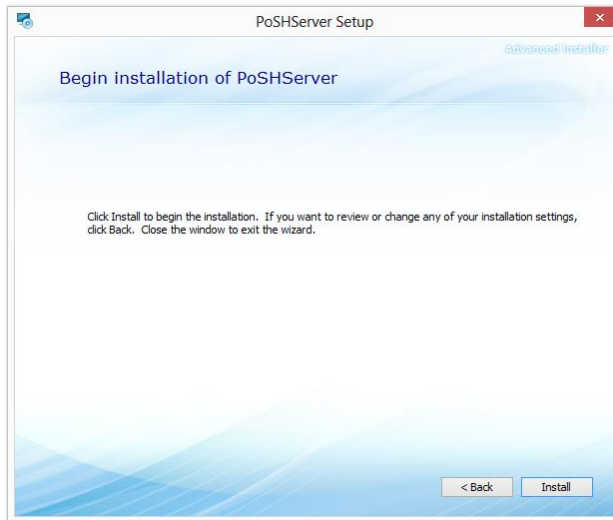 PoSHServer Setup
Advanced Installer
Begin installation of PoSHServer
Click Install to begin the installation. If you want to review or change any of your installation settings,
click Back. Close the window to exit the wizard.
< Back Install